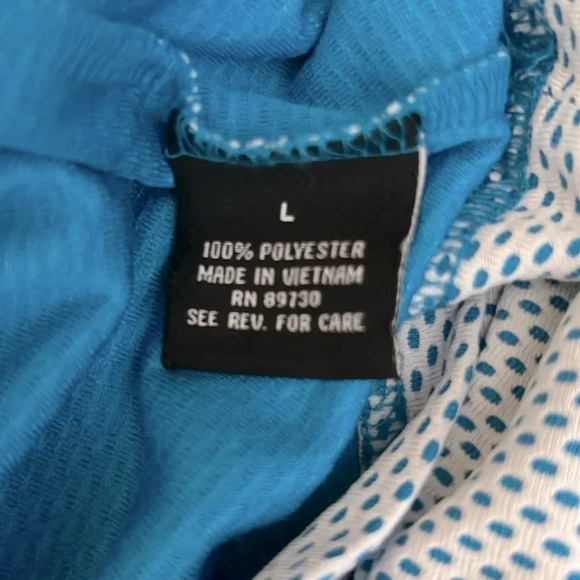 L
100% POLYESTER
MADE IN VIETNAM
RN 89730
SEE REV. FOR CARE